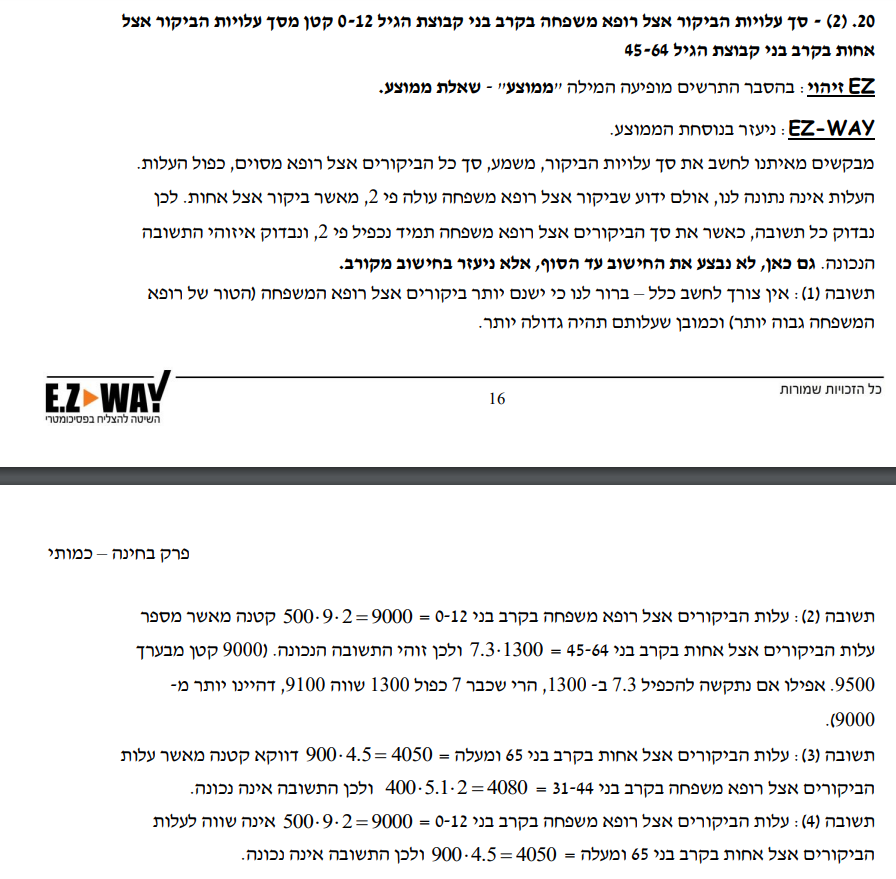 20. (2) - סך עלויות הביקור אצל רופא משפחה בקרב בני קבוצת הגיל 0-12 קטן מסך עלויות הביקור אצל
אחות בקרב בני קבוצת הגיל 45-64
EZ זיהוי: בהסבר התרשים מופיעה המילה "ממוצע" - שאלת ממוצע.
EZ-WAY: ניעזר בנוסחת הממוצע.
מבקשים מאיתנו לחשב את סך עלויות הביקור, משמע, סך כל הביקורים אצל רופא מסוים, כפול העלות.
העלות אינה נתונה לנו, אולם ידוע שביקור אצל רופא משפחה עולה פי 2, מאשר ביקור אצל אחות. לכן
נבדוק כל תשובה, כאשר את סך הביקורים אצל רופא משפחה תמיד נכפיל פי 2, ונבדוק איזוהי התשובה
הנכונה. גם כאן, לא נבצע את החישוב עד הסוף, אלא ניעזר בחישוב מקורב.
תשובה (1): אין צורך לחשב כלל – ברור לנו כי ישנם יותר ביקורים אצל רופא המשפחה (הטור של רופא
המשפחה גבוה יותר) וכמובן שעלותם תהיה גדולה יותר.
E.Z WAY
השיטה להצליח בפסיכומטרי
16
כל הזכויות שמורות
פרק בחינה – כמותי
תשובה (2): עלות הביקורים אצל רופא משפחה בקרב בני 0-12 = 500·9·2=9000 קטנה מאשר מספר
עלות הביקורים אצל אחות בקרב בני 45-64 = 7.3·1300 ולכן זוהי התשובה הנכונה. (9000 קטן מבערך
9500. אפילו אם נתקשה להכפיל 7.3 ב- 1300, הרי שכבר 7 כפול 1300 שווה 9100, דהיינו יותר מ-
9000).
תשובה (3): עלות הביקורים אצל אחות בקרב בני 65 ומעלה = 900·4.5=4050 דווקא קטנה מאשר עלות
הביקורים אצל רופא משפחה בקרב בני 31-44 = 400·5.1·2=4080 ולכן התשובה אינה נכונה.
תשובה (4): עלות הביקורים אצל רופא משפחה בקרב בני 0-12 = 500·9·2=9000 אינה שווה לעלות
הביקורים אצל אחות בקרב בני 65 ומעלה = 900·4.5=4050 ולכן התשובה אינה נכונה.